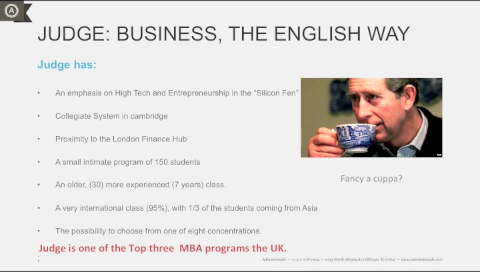 JUDGE: BUSINESS, THE ENGLISH WAY
Judge has:
• An emphasis on High Tech and Entrepreneurship in the "Silicon Fen"
• Collegiate System in cambridge
• Proximity to the London Finance Hub
• A small intimate program of 150 students
• An older, (30) more experienced (7 years) class.
• A very international class (95%), with 1/3 of the students coming from Asia
• The possibility to choose from one of eight concentrations.
Fancy a cuppa?
Judge is one of the Top three MBA programs the UK.